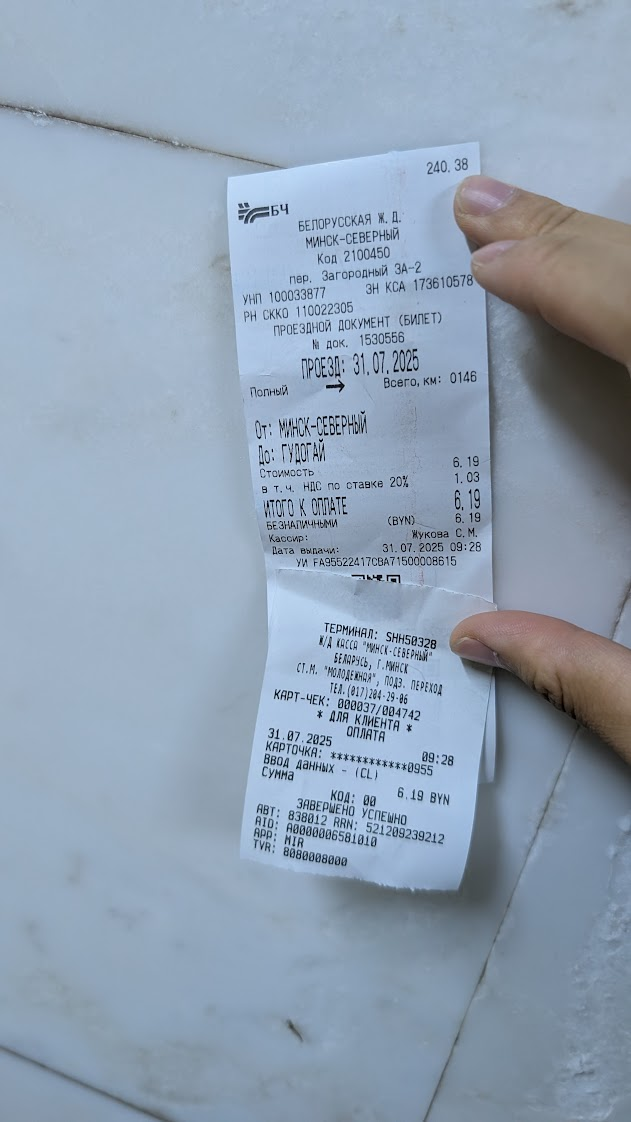 240.38
БЧ
БЕЛОРУССКАЯ Ж.Д.
МИНСК-СЕВЕРНЫЙ
Код 2100450
пер. Загородный 3А-2
УНП 100033877 ЗН КСА 173610578
РН СККО 110022305
ПРОЕЗДНОЙ ДОКУМЕНТ (БИЛЕТ)
№ док. 1530556
ПРОЕЗД: 31.07.2025
Полный → Всего,км: 0146
От: МИНСК-СЕВЕРНЫЙ
До: ГУДОГАЙ
Стоимость 6.19
в т.ч. НДС по ставке 20% 1.03
ИТОГО К ОПЛАТЕ 6,19
БЕЗНАЛИЧНЫМИ (BYN) 6.19
Кассир: Жукова С.М.
Дата выдачи: 31.07.2025 09:28
УИ FA95522417CBA71500008615
ТЕРМИНАЛ: SHH50328
Ж/Д КАССА "МИНСК-СЕВЕРНЫЙ"
БЕЛАРУСЬ, Г.МИНСК
СТ.М. "МОЛОДЕЖНАЯ", ПОДЗ. ПЕРЕХОД
ТЕЛ.(017)204-29-06
КАРТ-ЧЕК: 000037/004742
* ДЛЯ КЛИЕНТА *
ОПЛАТА
31.07.2025 09:28
КАРТОЧКА: ************0955
Ввод данных - (CL)
Сумма 6.19 BYN
КОД: 00
ЗАВЕРШЕНО УСПЕШНО
АВТ: 838012 RRN: 521209239212
AID: A0000006581010
APP: MIR
TVR: 8080008000